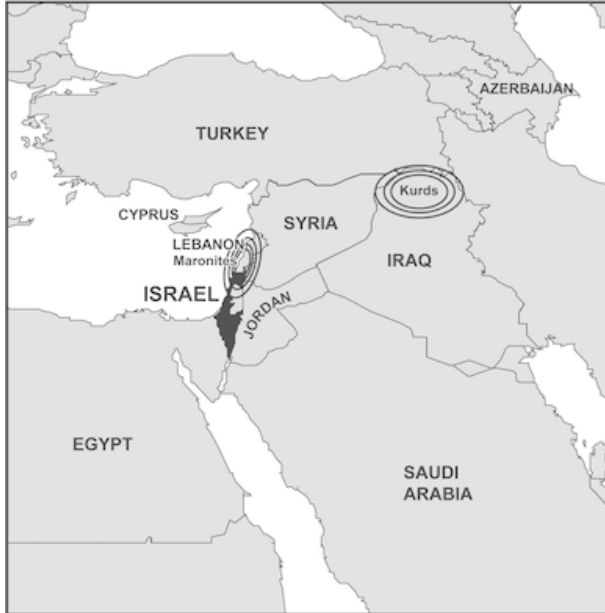 AZERBAIJAN
TURKEY
Kurds
CYPRUS
SYRIA
LEBANON
Maronites
IRAQ
ISRAEL
JORDAN
EGYPT
SAUDI
ARABIA